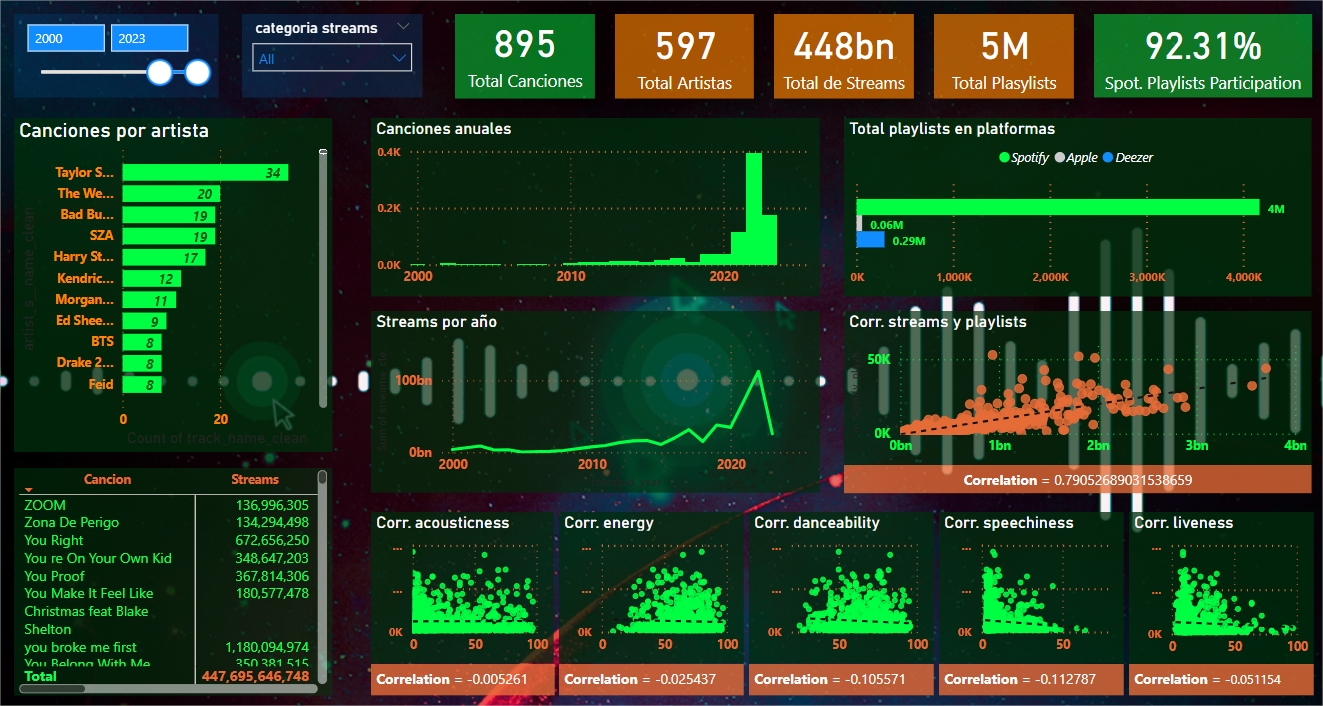 2000
2023
categoria streams
All
895
Total Canciones
597
Total Artistas
448bn
Total de Streams
5M
Total Plasylists
92.31%
Spot. Playlists Participation
Canciones por artista
Taylor S... 34
The We... 20
Bad Bu... 19
SZA 19
Harry St... 17
Kendric... 12
Morgan... 11
Ed Shee... 9
BTS 8
Drake 2... 8
Feid 8
0 20
Count of track_name_clean
artist_s_name_clean
Canciones anuales
0.4K
0.2K
0.0K
2000 2010 2020
Total playlists en platformas
Spotify Apple Deezer
4M
0.06M
0.29M
0K 1,000K 2,000K 3,000K 4,000K
Streams por año
100bn
0bn
2000 2010 2020
Corr. streams y playlists
50K
0K
0bn 1bn 2bn 3bn 4bn
Correlation = 0.79052689031538659
Cancion Streams
ZOOM 136,996,305
Zona De Perigo 134,294,498
You Right 672,656,250
You re On Your Own Kid 348,647,203
You Proof 367,814,306
You Make It Feel Like 180,577,478
Christmas feat Blake
Shelton
you broke me first 1,180,094,974
You Belong With Me 350,381,515
Total 447,695,646,748
Corr. acousticness
...
...
0K
0 50 100
Correlation = -0.005261
Corr. energy
...
...
0K
0 50 100
Correlation = -0.025437
Corr. danceability
...
...
0K
0 50 100
Correlation = -0.105571
Corr. speechiness
...
...
0K
0 50 100
Correlation = -0.112787
Corr. liveness
...
...
0K
0 50 100
Correlation = -0.051154